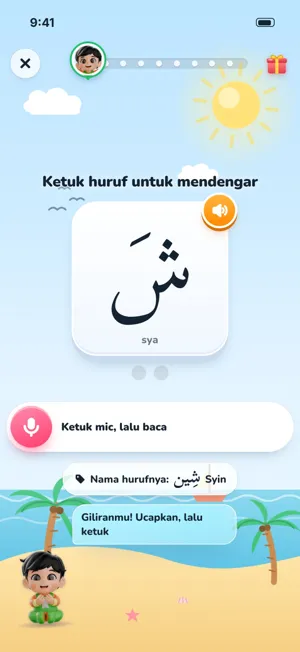 9:41
Ketuk huruf untuk mendengar
شَ
sya
Ketuk mic, lalu baca
Nama hurufnya: شِين Syin
Giliranmu! Ucapkan, lalu
ketuk